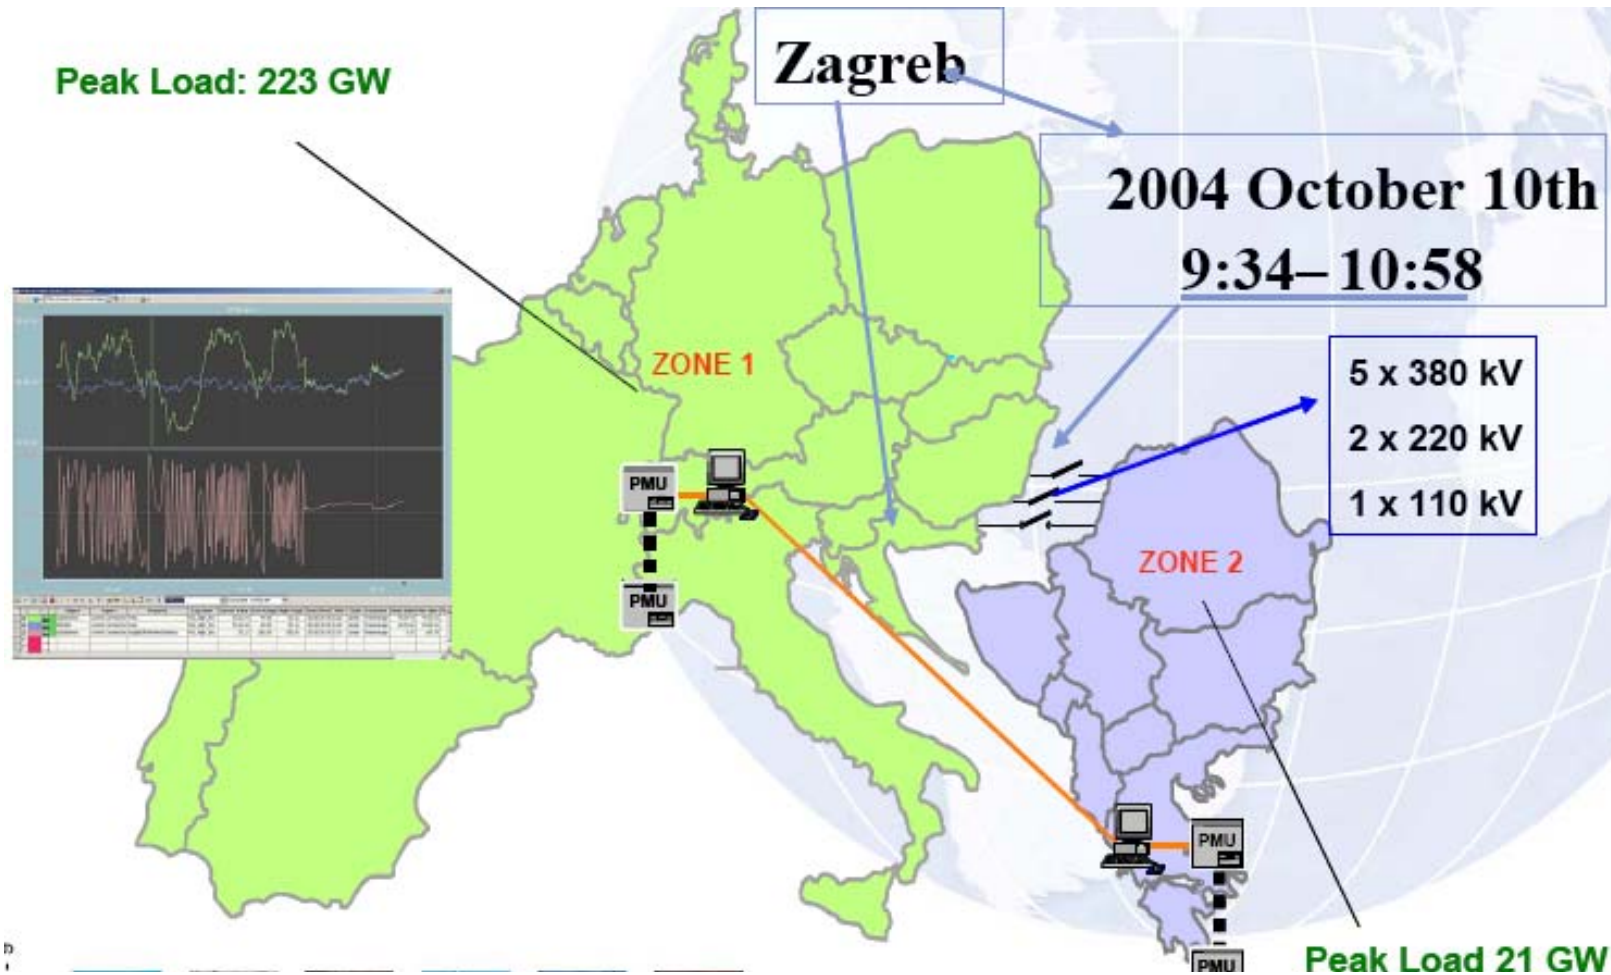 Zagreb
Peak Load: 223 GW
2004 October 10th
9:34– 10:58
ZONE 1
5 x 380 kV
2 x 220 kV
1 x 110 kV
PMU
ZONE 2
PMU
PMU
Peak Load 21 GW
PMU